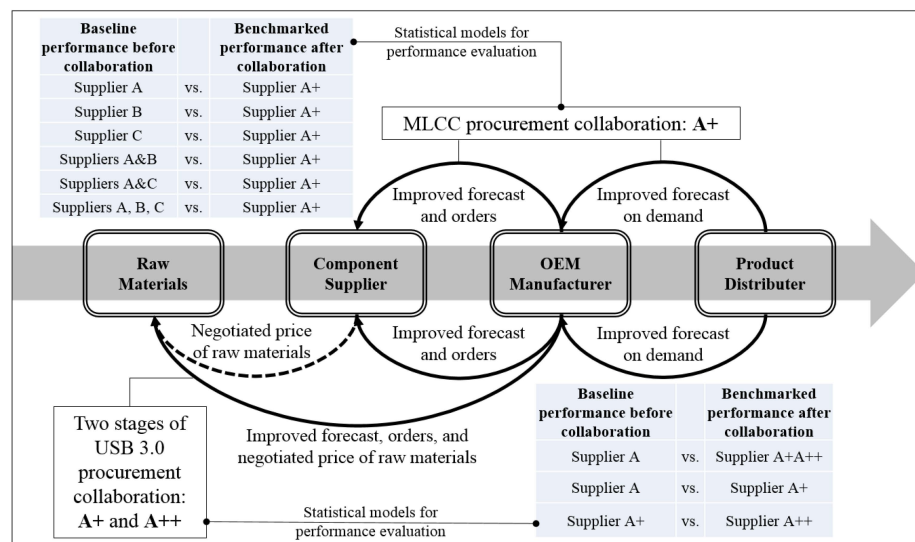 Baseline
performance before
collaboration
Benchmarked
performance after
collaboration
Supplier A vs. Supplier A+
Supplier B vs. Supplier A+
Supplier C vs. Supplier A+
Suppliers A&B vs. Supplier A+
Suppliers A&C vs. Supplier A+
Suppliers A, B, C vs. Supplier A+
Statistical models for
performance evaluation
MLCC procurement collaboration: A+
Improved forecast
and orders
Improved forecast
on demand
Raw
Materials
Component
Supplier
OEM
Manufacturer
Product
Distributer
Negotiated price
of raw materials
Improved forecast
and orders
Improved forecast
on demand
Improved forecast, orders, and
negotiated price of raw materials
Two stages of
USB 3.0
procurement
collaboration:
A+ and A++
Statistical models for
performance evaluation
Baseline
performance before
collaboration
Benchmarked
performance after
collaboration
Supplier A vs. Supplier A+A++
Supplier A vs. Supplier A+
Supplier A+ vs. Supplier A++